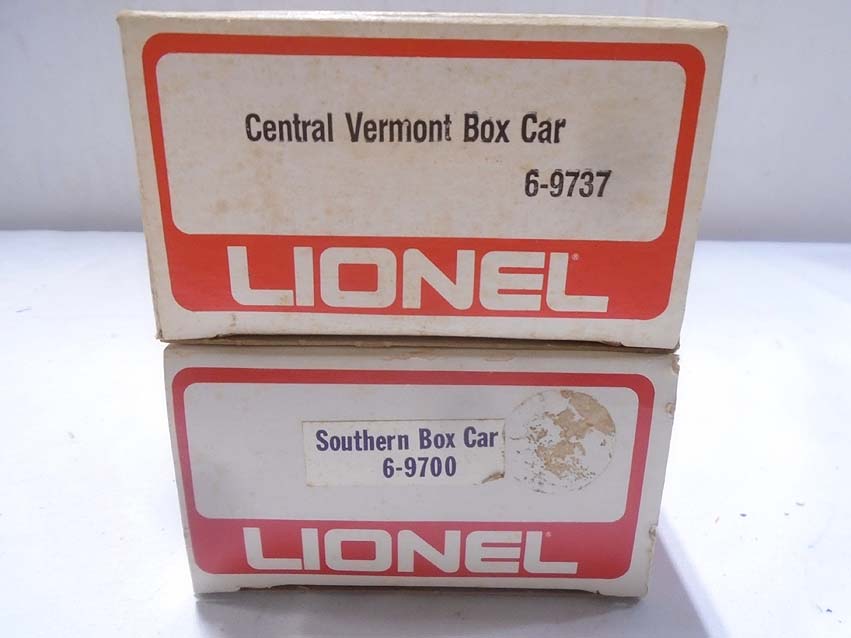 Central Vermont Box Car
6-9737
LIONEL®
Southern Box Car
6-9700
LIONEL®